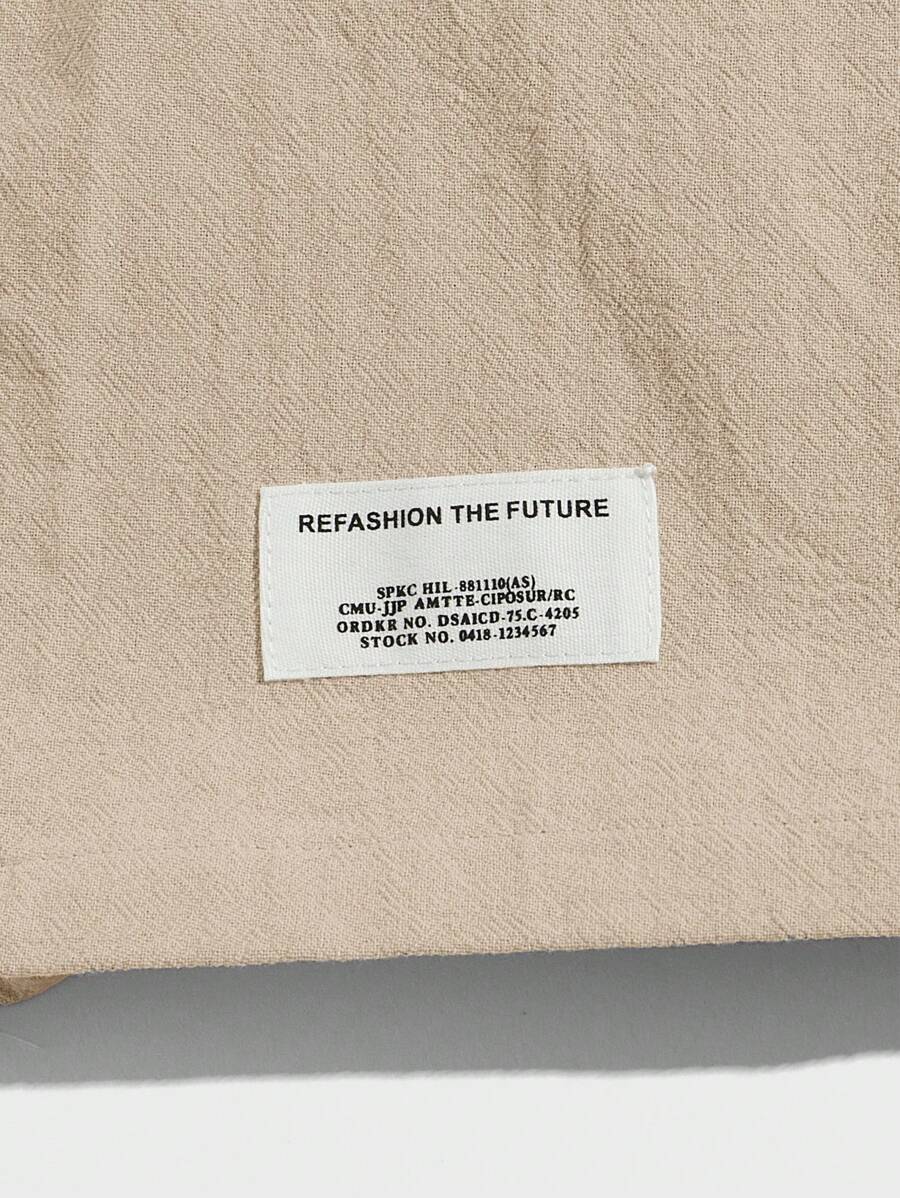 REFASHION THE FUTURE
SPKC HIL-881110(AS)
CMU-JJP AMTTE-CIPOSUR/RC
ORDKR NO. DSAICD-75.C-4205
STOCK NO. 0418-1234567